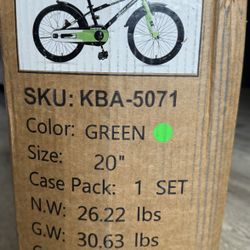 SKU: KBA-5071
Color: GREEN
Size: 20"
Case Pack: 1 SET
N.W: 26.22 lbs
G.W: 30.63 lbs